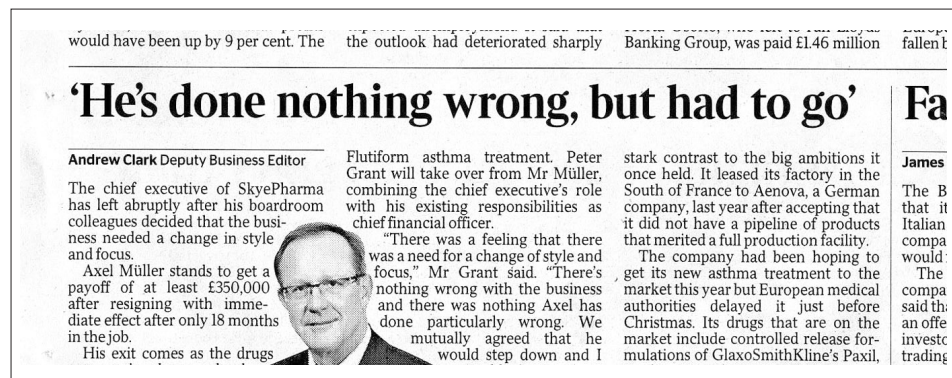 would have been up by 9 per cent. The
the outlook had deteriorated sharply
Banking Group, was paid £1.46 million
fallen b
‘He’s done nothing wrong, but had to go’
Andrew Clark Deputy Business Editor
The chief executive of SkyePharma
has left abruptly after his boardroom
colleagues decided that the busi-
ness needed a change in style
and focus.
Axel Müller stands to get a
payoff of at least £350,000
after resigning with imme-
diate effect after only 18 months
in the job.
His exit comes as the drugs
Flutiform asthma treatment. Peter
Grant will take over from Mr Müller,
combining the chief executive’s role
with his existing responsibilities as
chief financial officer.
“There was a feeling that there
was a need for a change of style and
focus,” Mr Grant said. “There’s
nothing wrong with the business
and there was nothing Axel has
done particularly wrong. We
mutually agreed that he
would step down and I
stark contrast to the big ambitions it
once held. It leased its factory in the
South of France to Aenova, a German
company, last year after accepting that
it did not have a pipeline of products
that merited a full production facility.
The company had been hoping to
get its new asthma treatment to the
market this year but European medical
authorities delayed it just before
Christmas. Its drugs that are on the
market include controlled release for-
mulations of GlaxoSmithKline’s Paxil,
Fa
James
The B
that it
Italian
compa
would
The
compa
said tha
an offe
investo
trading